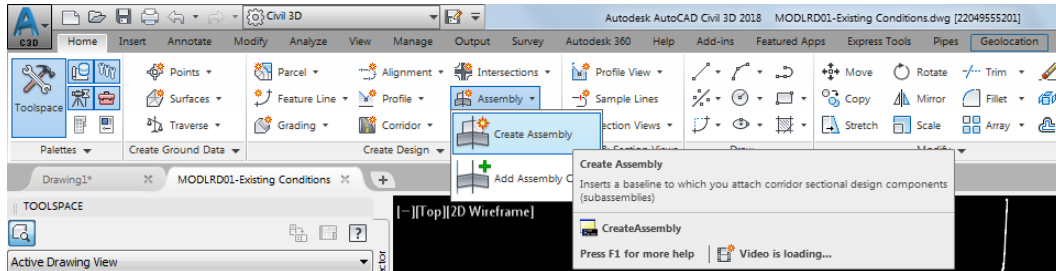 Civil 3D
Autodesk AutoCAD Civil 3D 2018 MODLRD01-Existing Conditions.dwg [22049555201]
C3D Home Insert Annotate Modify Analyze View Manage Output Survey Autodesk 360 Help Add-ins Featured Apps Express Tools Pipes Geolocation
Points Parcel Alignment Intersections Profile View Move Rotate Trim
Toolspace Surfaces Feature Line Profile Assembly Sample Lines Copy Mirror Fillet
Traverse Grading Corridor Create Assembly ection Views Stretch Scale Array
Palettes Create Ground Data Create Design
Add Assembly O
Create Assembly
Inserts a baseline to which you attach corridor sectional design components
(subassemblies)
CreateAssembly
Press F1 for more help Video is loading...
Drawing1* MODLRD01-Existing Conditions +
TOOLSPACE
[-][Top][2D Wireframe]
?
Active Drawing View